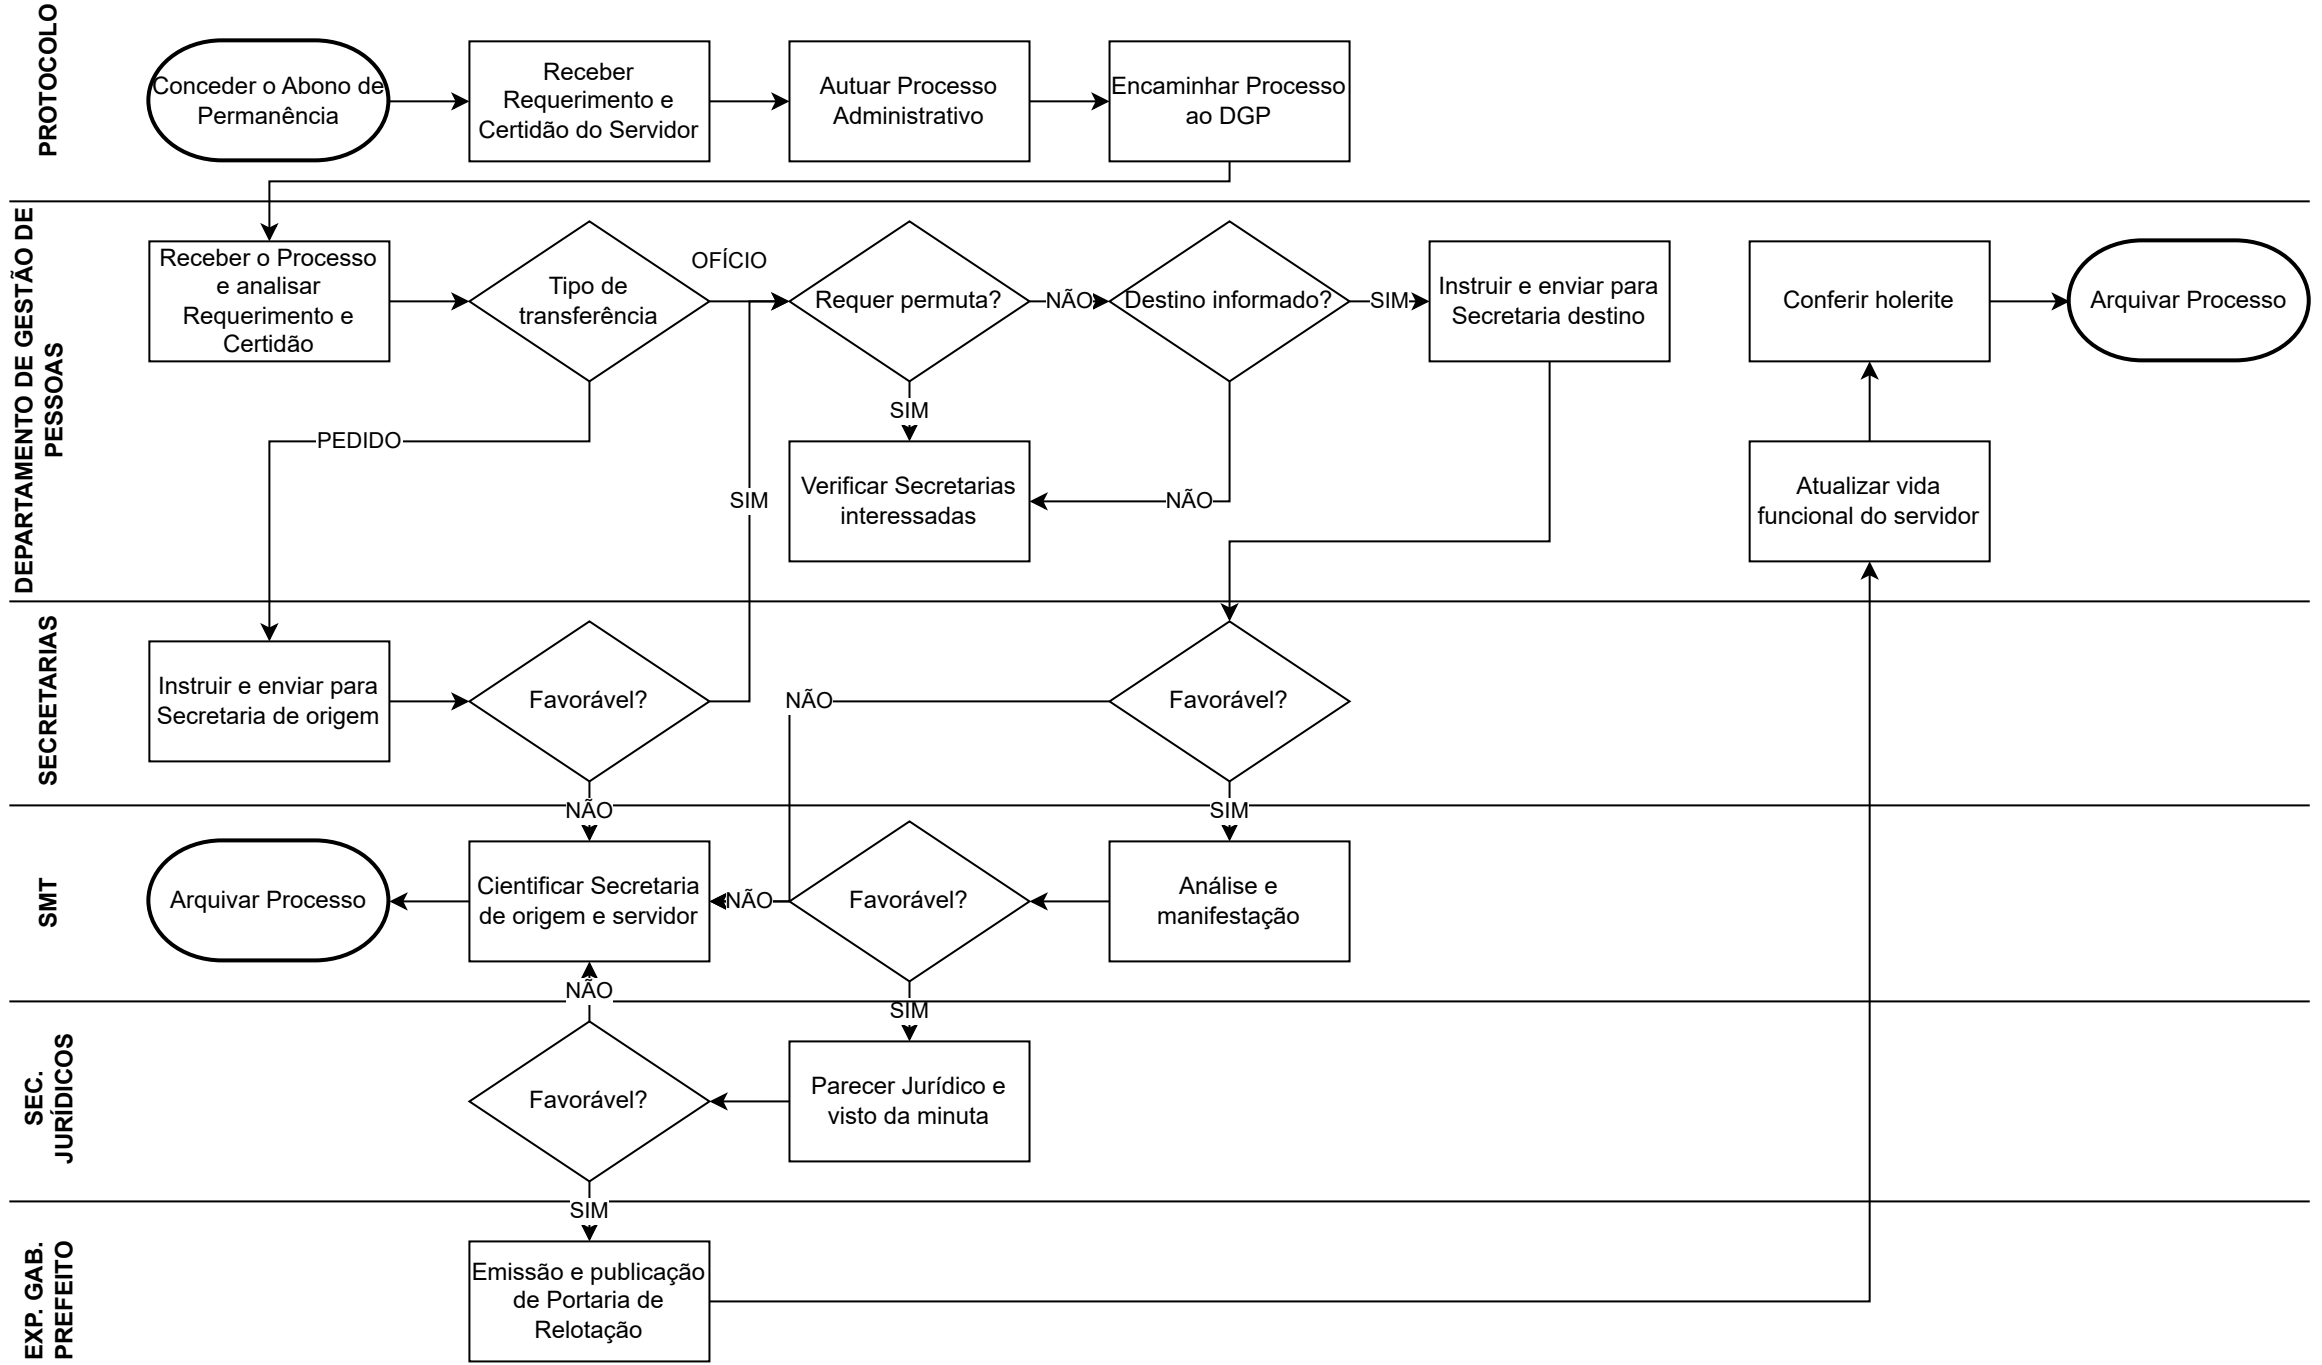 PROTOCOLO
Conceder o Abono de
Permanência
Receber
Requerimento e
Certidão do Servidor
Autuar Processo
Administrativo
Encaminhar Processo
ao DGP
DEPARTAMENTO DE GESTÃO DE
PESSOAS
Receber o Processo
e analisar
Requerimento e
Certidão
Tipo de
transferência
OFÍCIO
Requer permuta?
NÃO
Destino informado?
SIM
Instruir e enviar para
Secretaria destino
Conferir holerite
Arquivar Processo
SIM
PEDIDO
SIM
Verificar Secretarias
interessadas
NÃO
Atualizar vida
funcional do servidor
SECRETARIAS
Instruir e enviar para
Secretaria de origem
Favorável?
NÃO
Favorável?
NÃO
SIM
SMT
Arquivar Processo
Cientificar Secretaria
de origem e servidor
NÃO
Favorável?
Análise e
manifestação
NÃO
SIM
SEC.
JURÍDICOS
Favorável?
Parecer Jurídico e
visto da minuta
SIM
EXP. GAB.
PREFEITO
Emissão e publicação
de Portaria de
Relotação